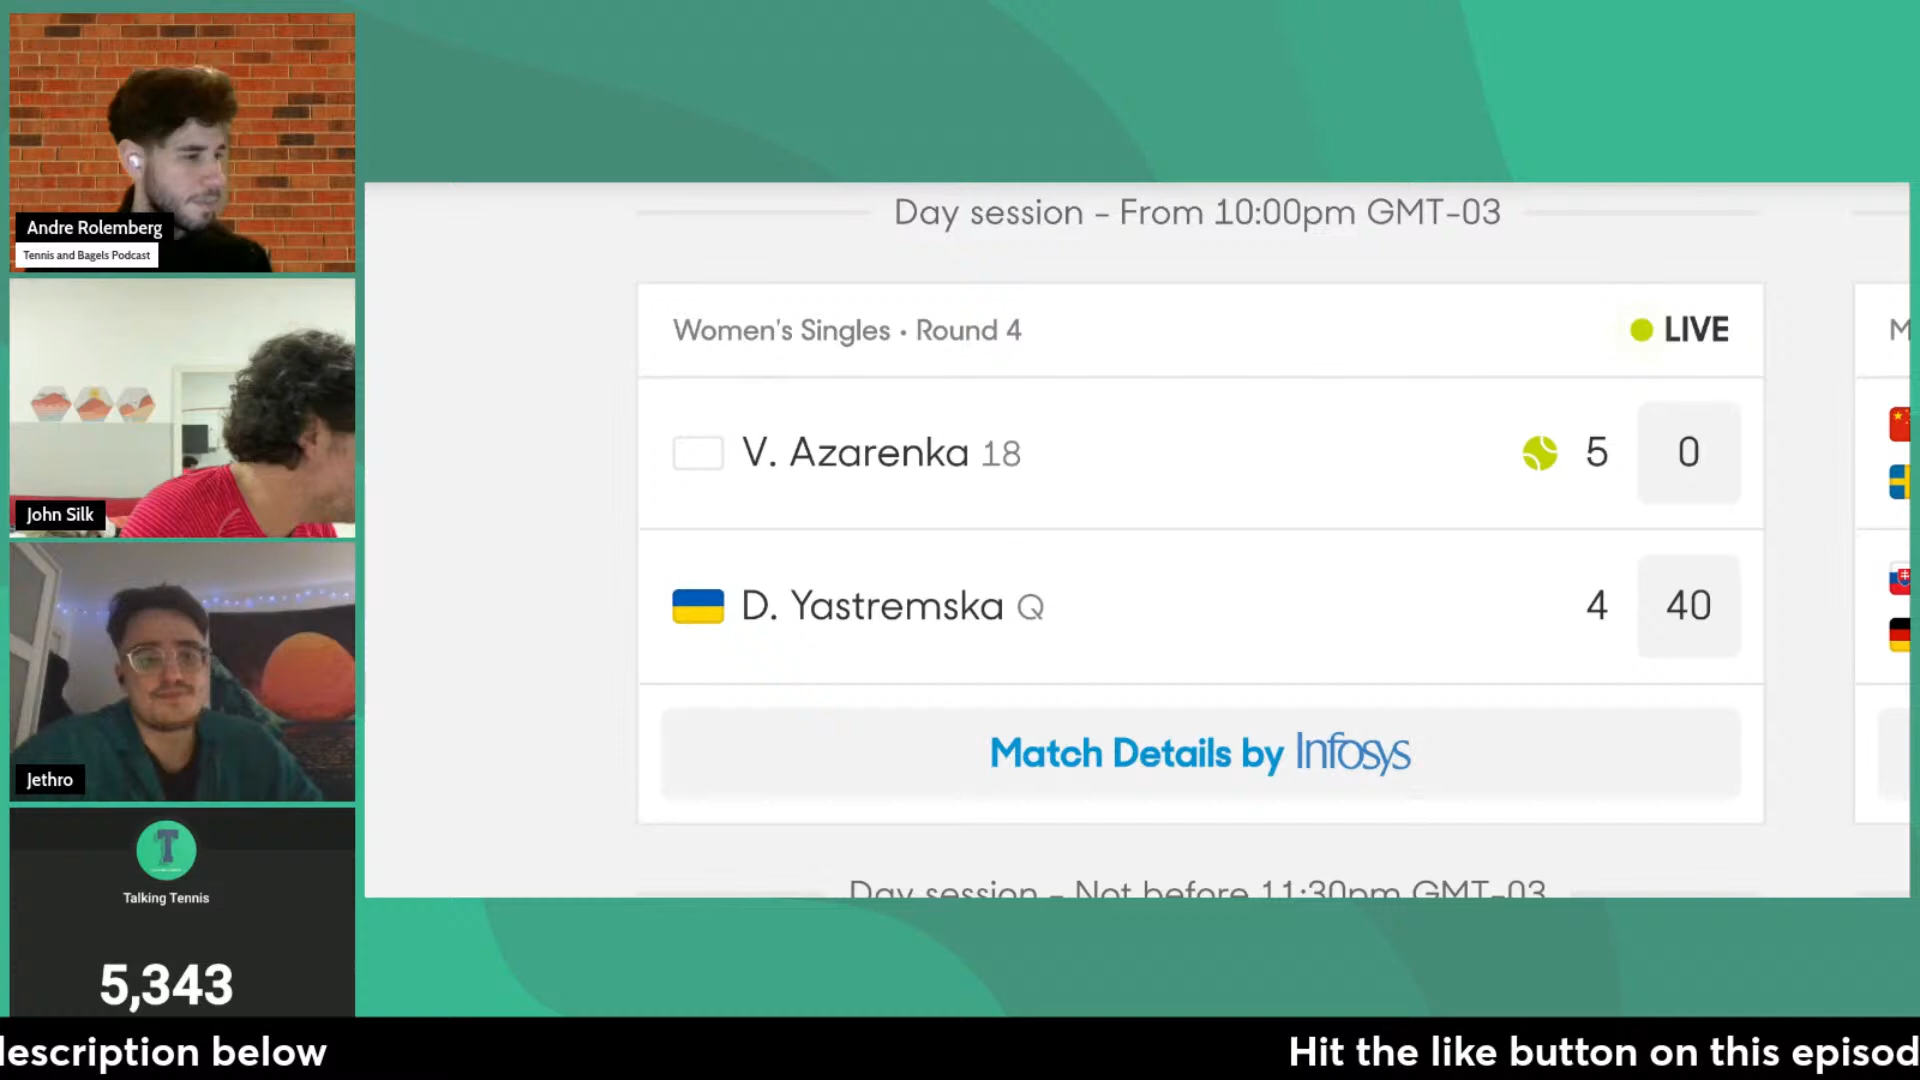 Andre Rolemberg
Tennis and Bagels Podcast
John Silk
Jethro
Talking Tennis
5,343
Day session - From 10:00pm GMT-03
Women's Singles • Round 4
LIVE
V. Azarenka 18
5 0
D. Yastremska Q
4 40
Match Details by Infosys
Day session - Not before 11:30pm GMT-03
M
description below
Hit the like button on this episod